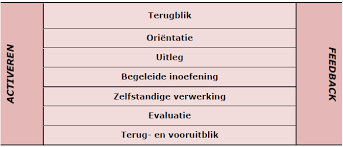 ACTIVEREN
Terugblik
Oriëntatie
Uitleg
Begeleide inoefening
Zelfstandige verwerking
Evaluatie
Terug- en vooruitblik
FEEDBACK